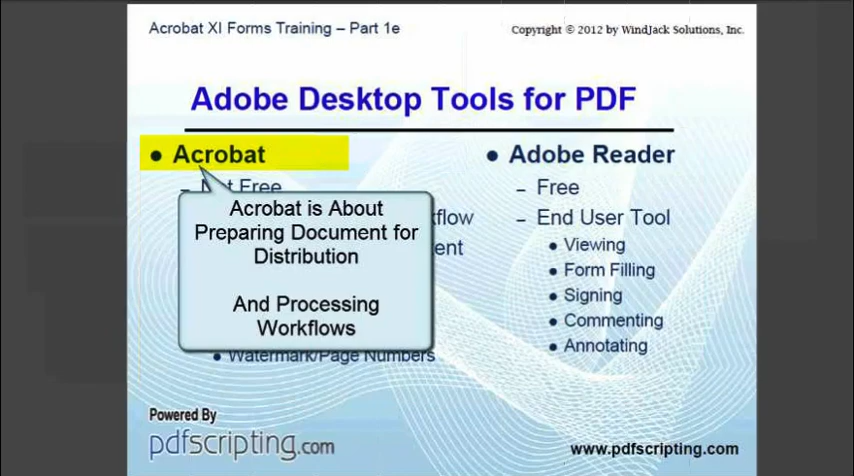 Acrobat XI Forms Training – Part 1e
Copyright © 2012 by WindJack Solutions, Inc.
Adobe Desktop Tools for PDF
• Acrobat
– Not Free
Acrobat is About
Preparing Document for
Distribution
And Processing
Workflows
• Watermark/Page Numbers
• Adobe Reader
– Free
– End User Tool
• Viewing
• Form Filling
• Signing
• Commenting
• Annotating
Powered By
pdfscripting.com
www.pdfscripting.com